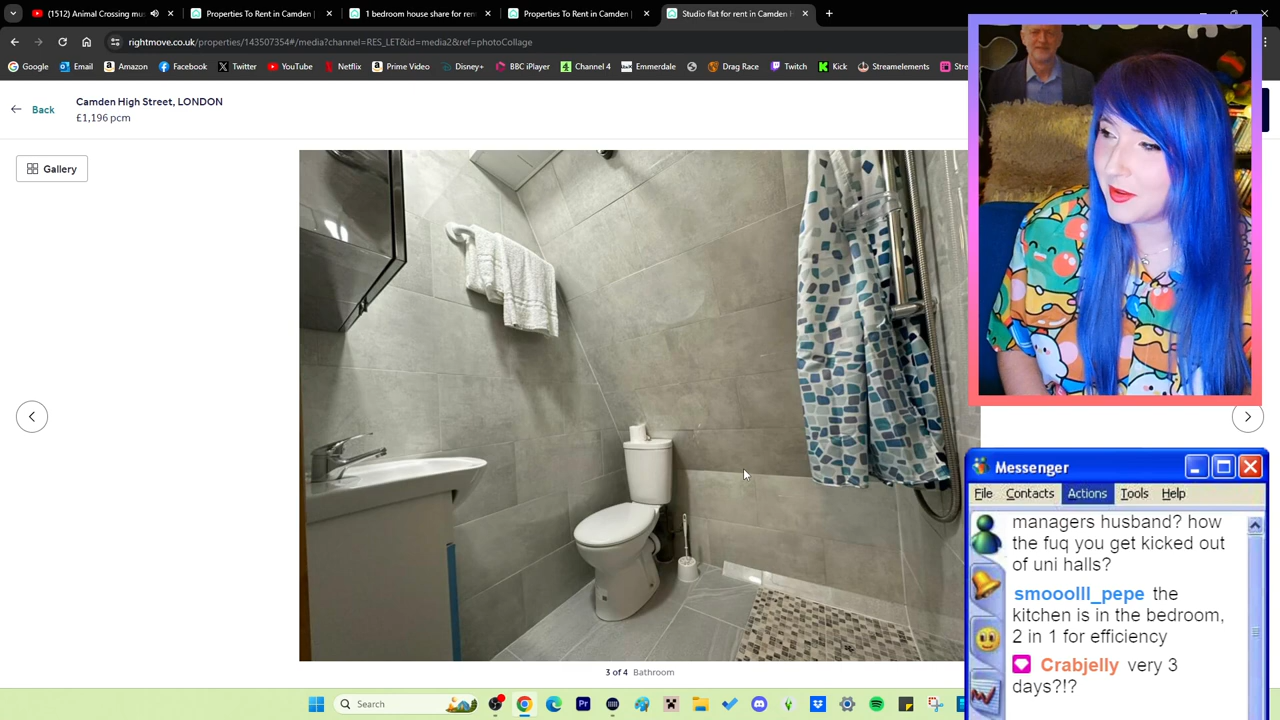 (1512) Animal Crossing mus
Properties To Rent in Camden
1 bedroom house share for ren
Properties To Rent in Camden
Studio flat for rent in Camden H
rightmove.co.uk/properties/143507354#/media?channel=RES_LET&id=media2&ref=photoCollage
Google Email Amazon Facebook Twitter YouTube Netflix Prime Video Disney+ BBC iPlayer Channel 4 Emmerdale Drag Race Twitch Kick Streamelements Stre
Back
Camden High Street, LONDON
£1,196 pcm
Gallery
3 of 4 Bathroom
Messenger
File Contacts Actions Tools Help
managers husband? how
the fuq you get kicked out
of uni halls?
smooolll_pepe the
kitchen is in the bedroom,
2 in 1 for efficiency
Crabjelly very 3
days?!?
Search